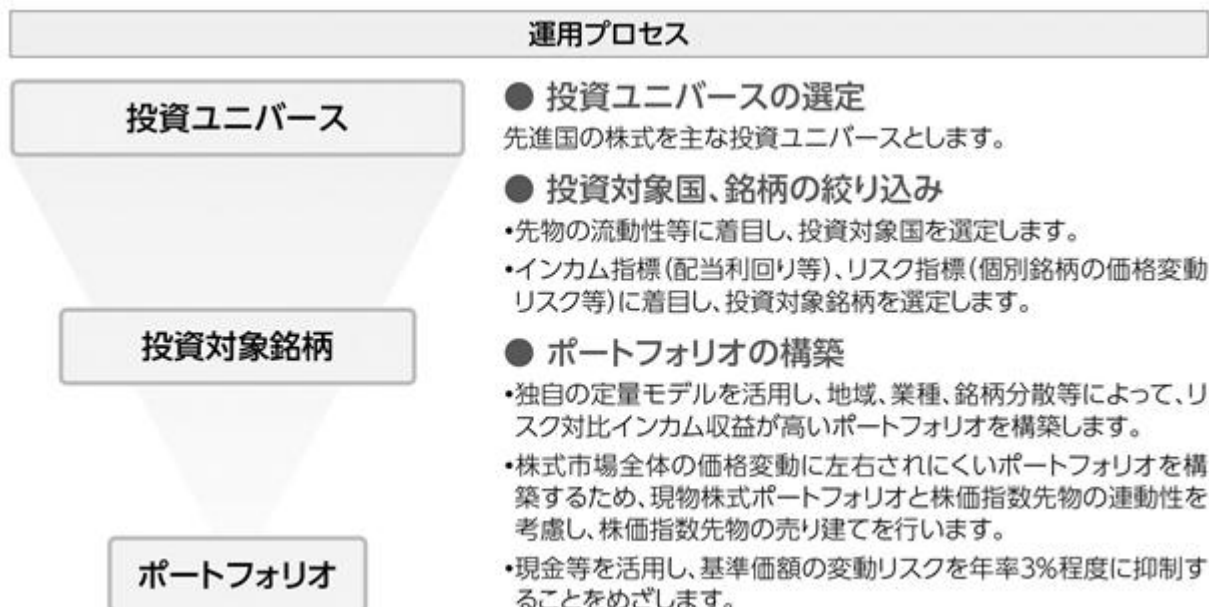 運用プロセス
投資ユニバース
● 投資ユニバースの選定
先進国の株式を主な投資ユニバースとします。
● 投資対象国、銘柄の絞り込み
•先物の流動性等に着目し、投資対象国を選定します。
•インカム指標(配当利回り等)、リスク指標(個別銘柄の価格変動
リスク等)に着目し、投資対象銘柄を選定します。
投資対象銘柄
● ポートフォリオの構築
•独自の定量モデルを活用し、地域、業種、銘柄分散等によって、リ
スク対比インカム収益が高いポートフォリオを構築します。
•株式市場全体の価格変動に左右されにくいポートフォリオを構
築するため、現物株式ポートフォリオと株価指数先物の連動性を
考慮し、株価指数先物の売り建てを行います。
ポートフォリオ
•現金等を活用し、基準価額の変動リスクを年率3%程度に抑制す
ることをめざします。